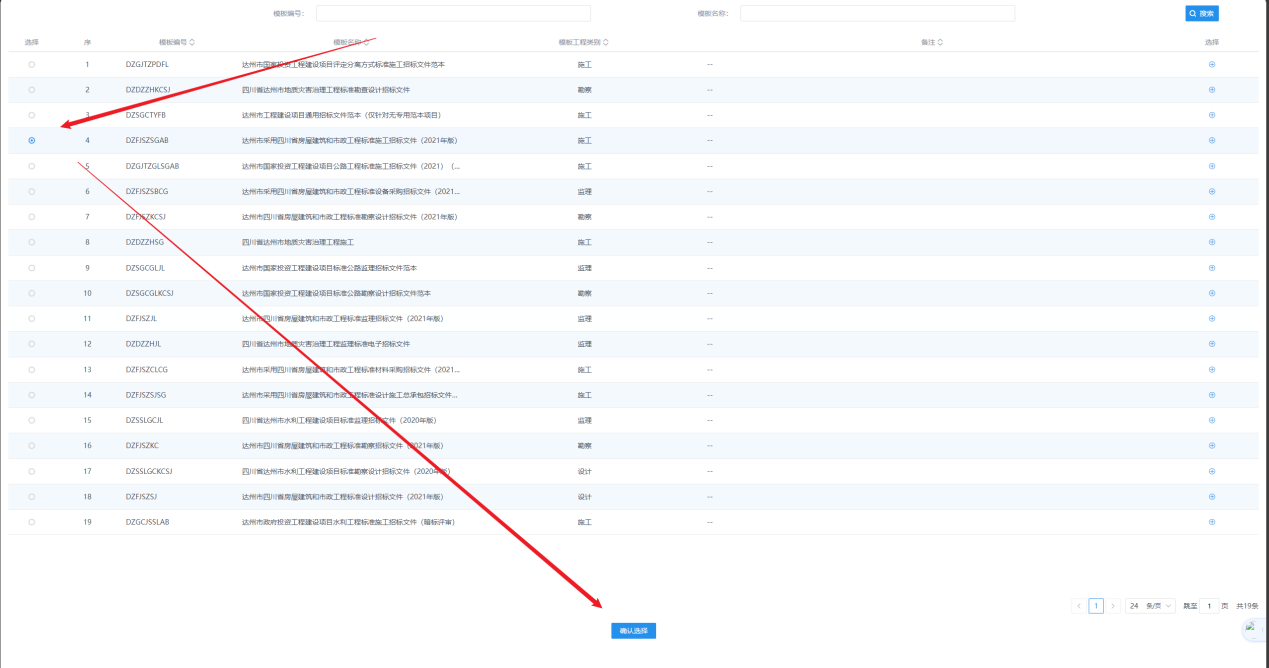 模板编号： 模板名称： 搜索
选择 序 模板编号 模板名称 模板工程类别 备注 选择
1 DZGJTZPDFL 达州市国家投资工程建设项目评定分离方式标准施工招标文件范本 施工 --
2 DZDZZHKCSJ 四川省达州市地质灾害治理工程标准勘查设计招标文件 勘察 --
3 DZSGCTYFB 达州市工程建设项目通用招标文件范本（仅针对无专用范本项目） 施工 --
4 DZFJSZSGAB 达州市采用四川省房屋建筑和市政工程标准施工招标文件（2021年版） 施工 --
5 DZGJTZGLSGAB 达州市国家投资工程建设项目公路工程标准施工招标文件（2021）（... 施工 --
6 DZFJSZSBCG 达州市采用四川省房屋建筑和市政工程标准设备采购招标文件（2021... 监理 --
7 DZFJSZKCSJ 达州市四川省房屋建筑和市政工程标准勘察设计招标文件（2021年版） 勘察 --
8 DZDZZHSG 四川省达州市地质灾害治理工程施工 施工 --
9 DZSGCGLJL 达州市国家投资工程建设项目标准公路监理招标文件范本 监理 --
10 DZSGCGLKCSJ 达州市国家投资工程建设项目标准公路勘察设计招标文件范本 勘察 --
11 DZFJSZJL 达州市四川省房屋建筑和市政工程标准监理招标文件（2021年版） 监理 --
12 DZDZZHJL 四川省达州市地质灾害治理工程监理标准电子招标文件 监理 --
13 DZFJSZCLCG 达州市采用四川省房屋建筑和市政工程标准材料采购招标文件（2021... 施工 --
14 DZFJSZSJSG 达州市采用四川省房屋建筑和市政工程标准设计施工总承包招标文件... 施工 --
15 DZSSLGCJL 四川省达州市水利工程建设项目标准监理招标文件（2020年版） 监理 --
16 DZFJSZKC 达州市四川省房屋建筑和市政工程标准勘察招标文件（2021年版） 勘察 --
17 DZSSLGCKCSJ 四川省达州市水利工程建设项目标准勘察设计招标文件（2020年版） 设计 --
18 DZFJSZSJ 达州市四川省房屋建筑和市政工程标准设计招标文件（2021年版） 设计 --
19 DZGCJSSLAB 达州市政府投资工程建设项目水利工程标准施工招标文件（暗标评审） 施工 --
< 1 > 24 条/页 跳至 1 页 共19条
确认选择